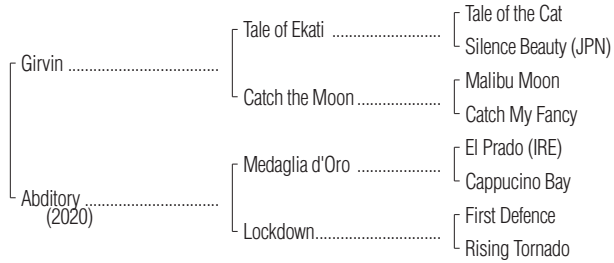 Tale of the Cat
Tale of Ekati ........................
Silence Beauty (JPN)
Girvin ......................................
Malibu Moon
Catch the Moon.....................
Catch My Fancy
El Prado (IRE)
Medaglia d'Oro .....................
Cappucino Bay
Abditory ..................................
(2020)
First Defence
Lockdown................................
Rising Tornado